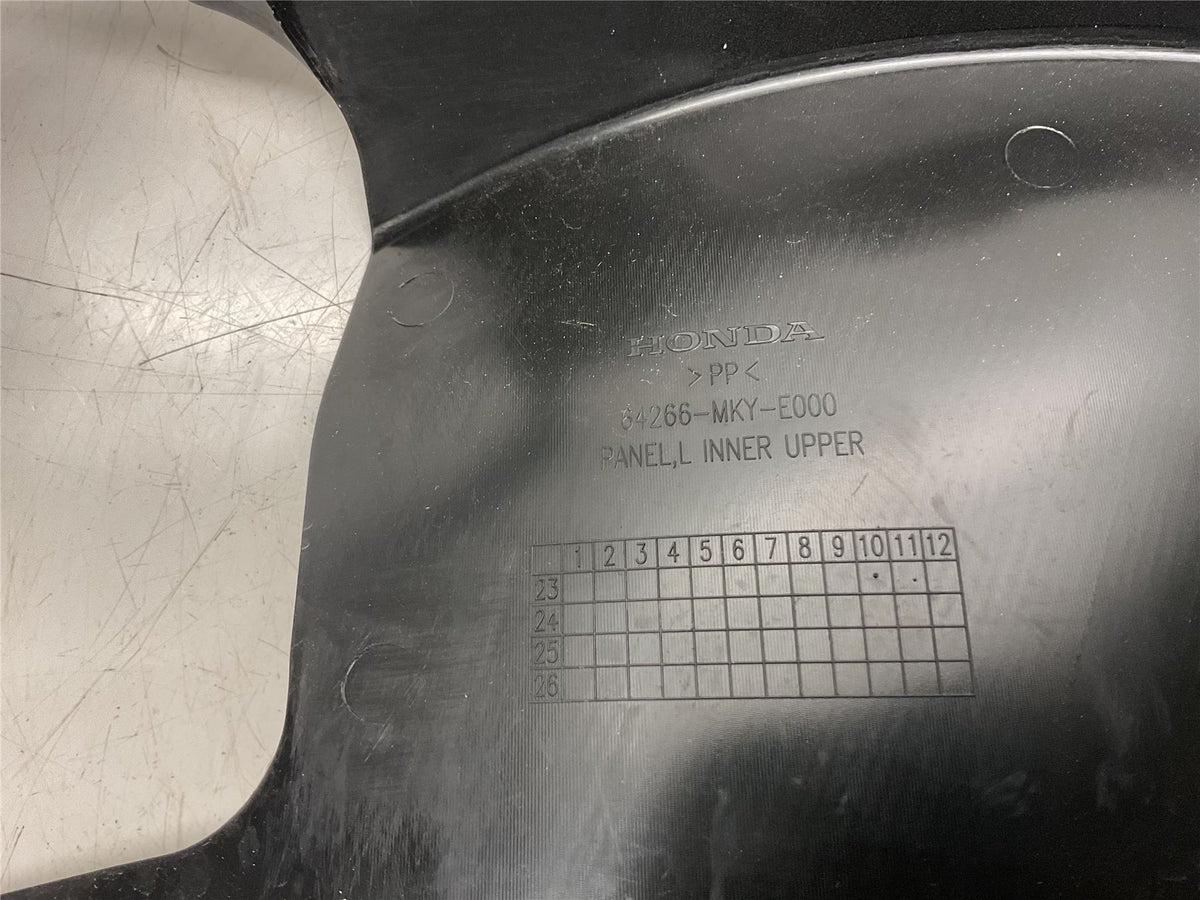 HONDA
>PP<
64266-MKY-E000
PANEL,L INNER UPPER
1 2 3 4 5 6 7 8 9 10 11 12
23
24
25
26